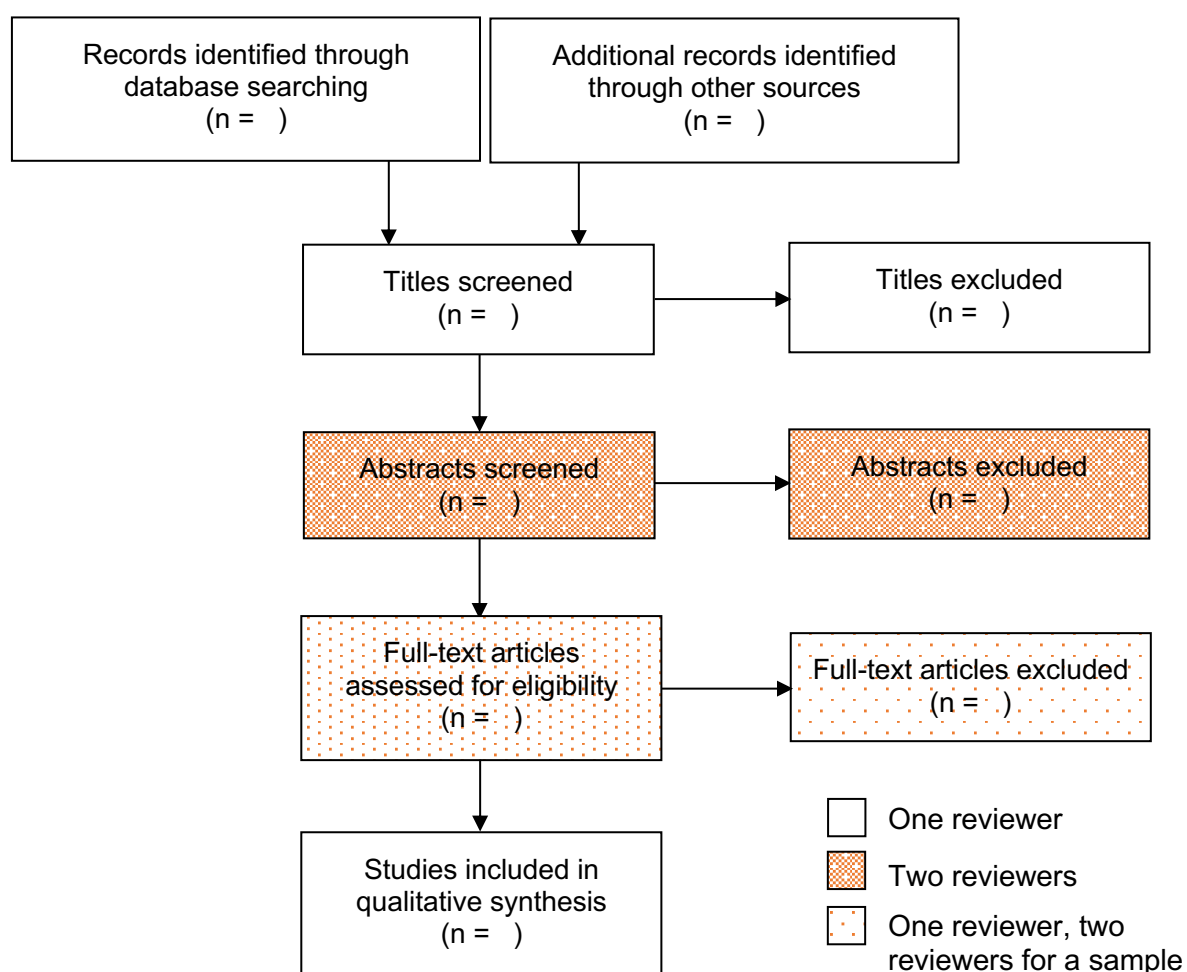 Records identified through
database searching
(n =   )
Additional records identified
through other sources
(n =   )
Titles screened
(n =   )
Titles excluded
(n =   )
Abstracts screened
(n =   )
Abstracts excluded
(n =   )
Full-text articles
assessed for eligibility
(n =   )
Full-text articles excluded
(n =   )
Studies included in
qualitative synthesis
(n =   )
One reviewer
Two reviewers
One reviewer, two
reviewers for a sample